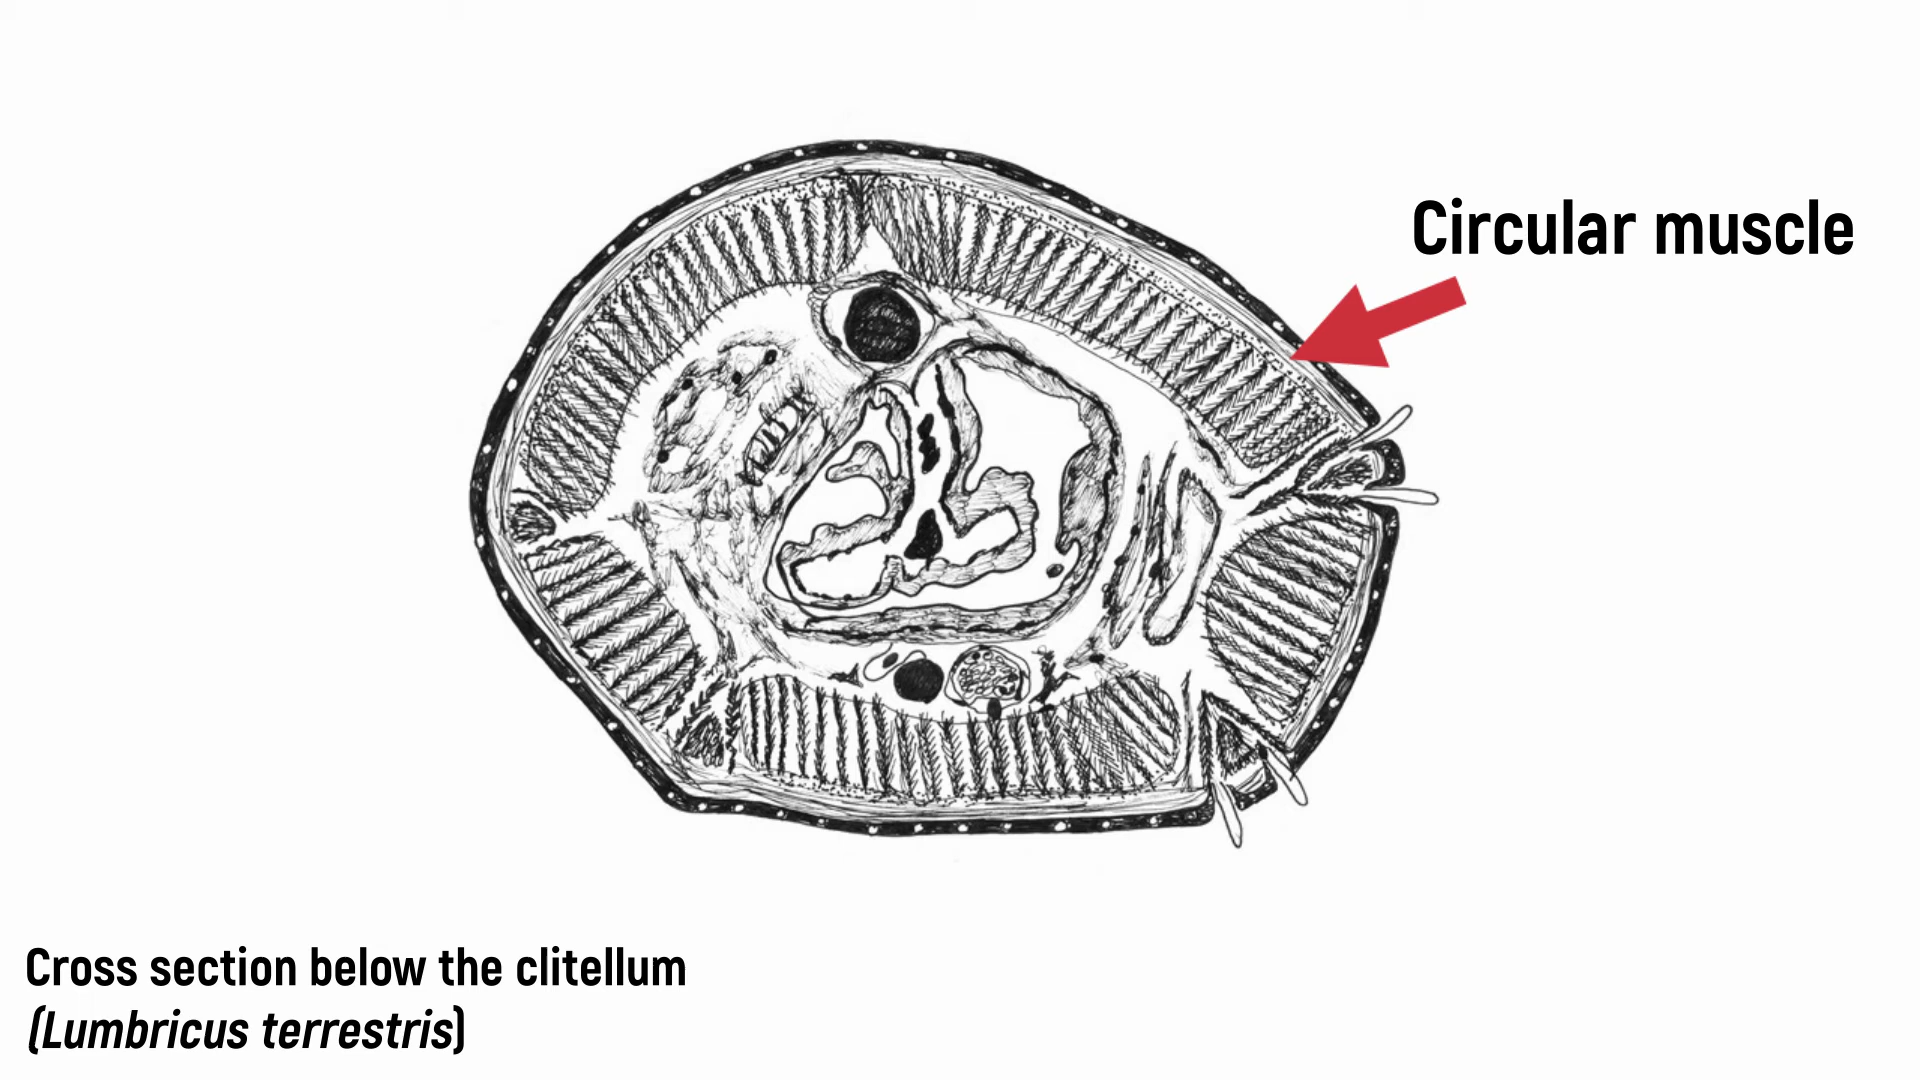 Circular muscle
Cross section below the clitellum
(Lumbricus terrestris)